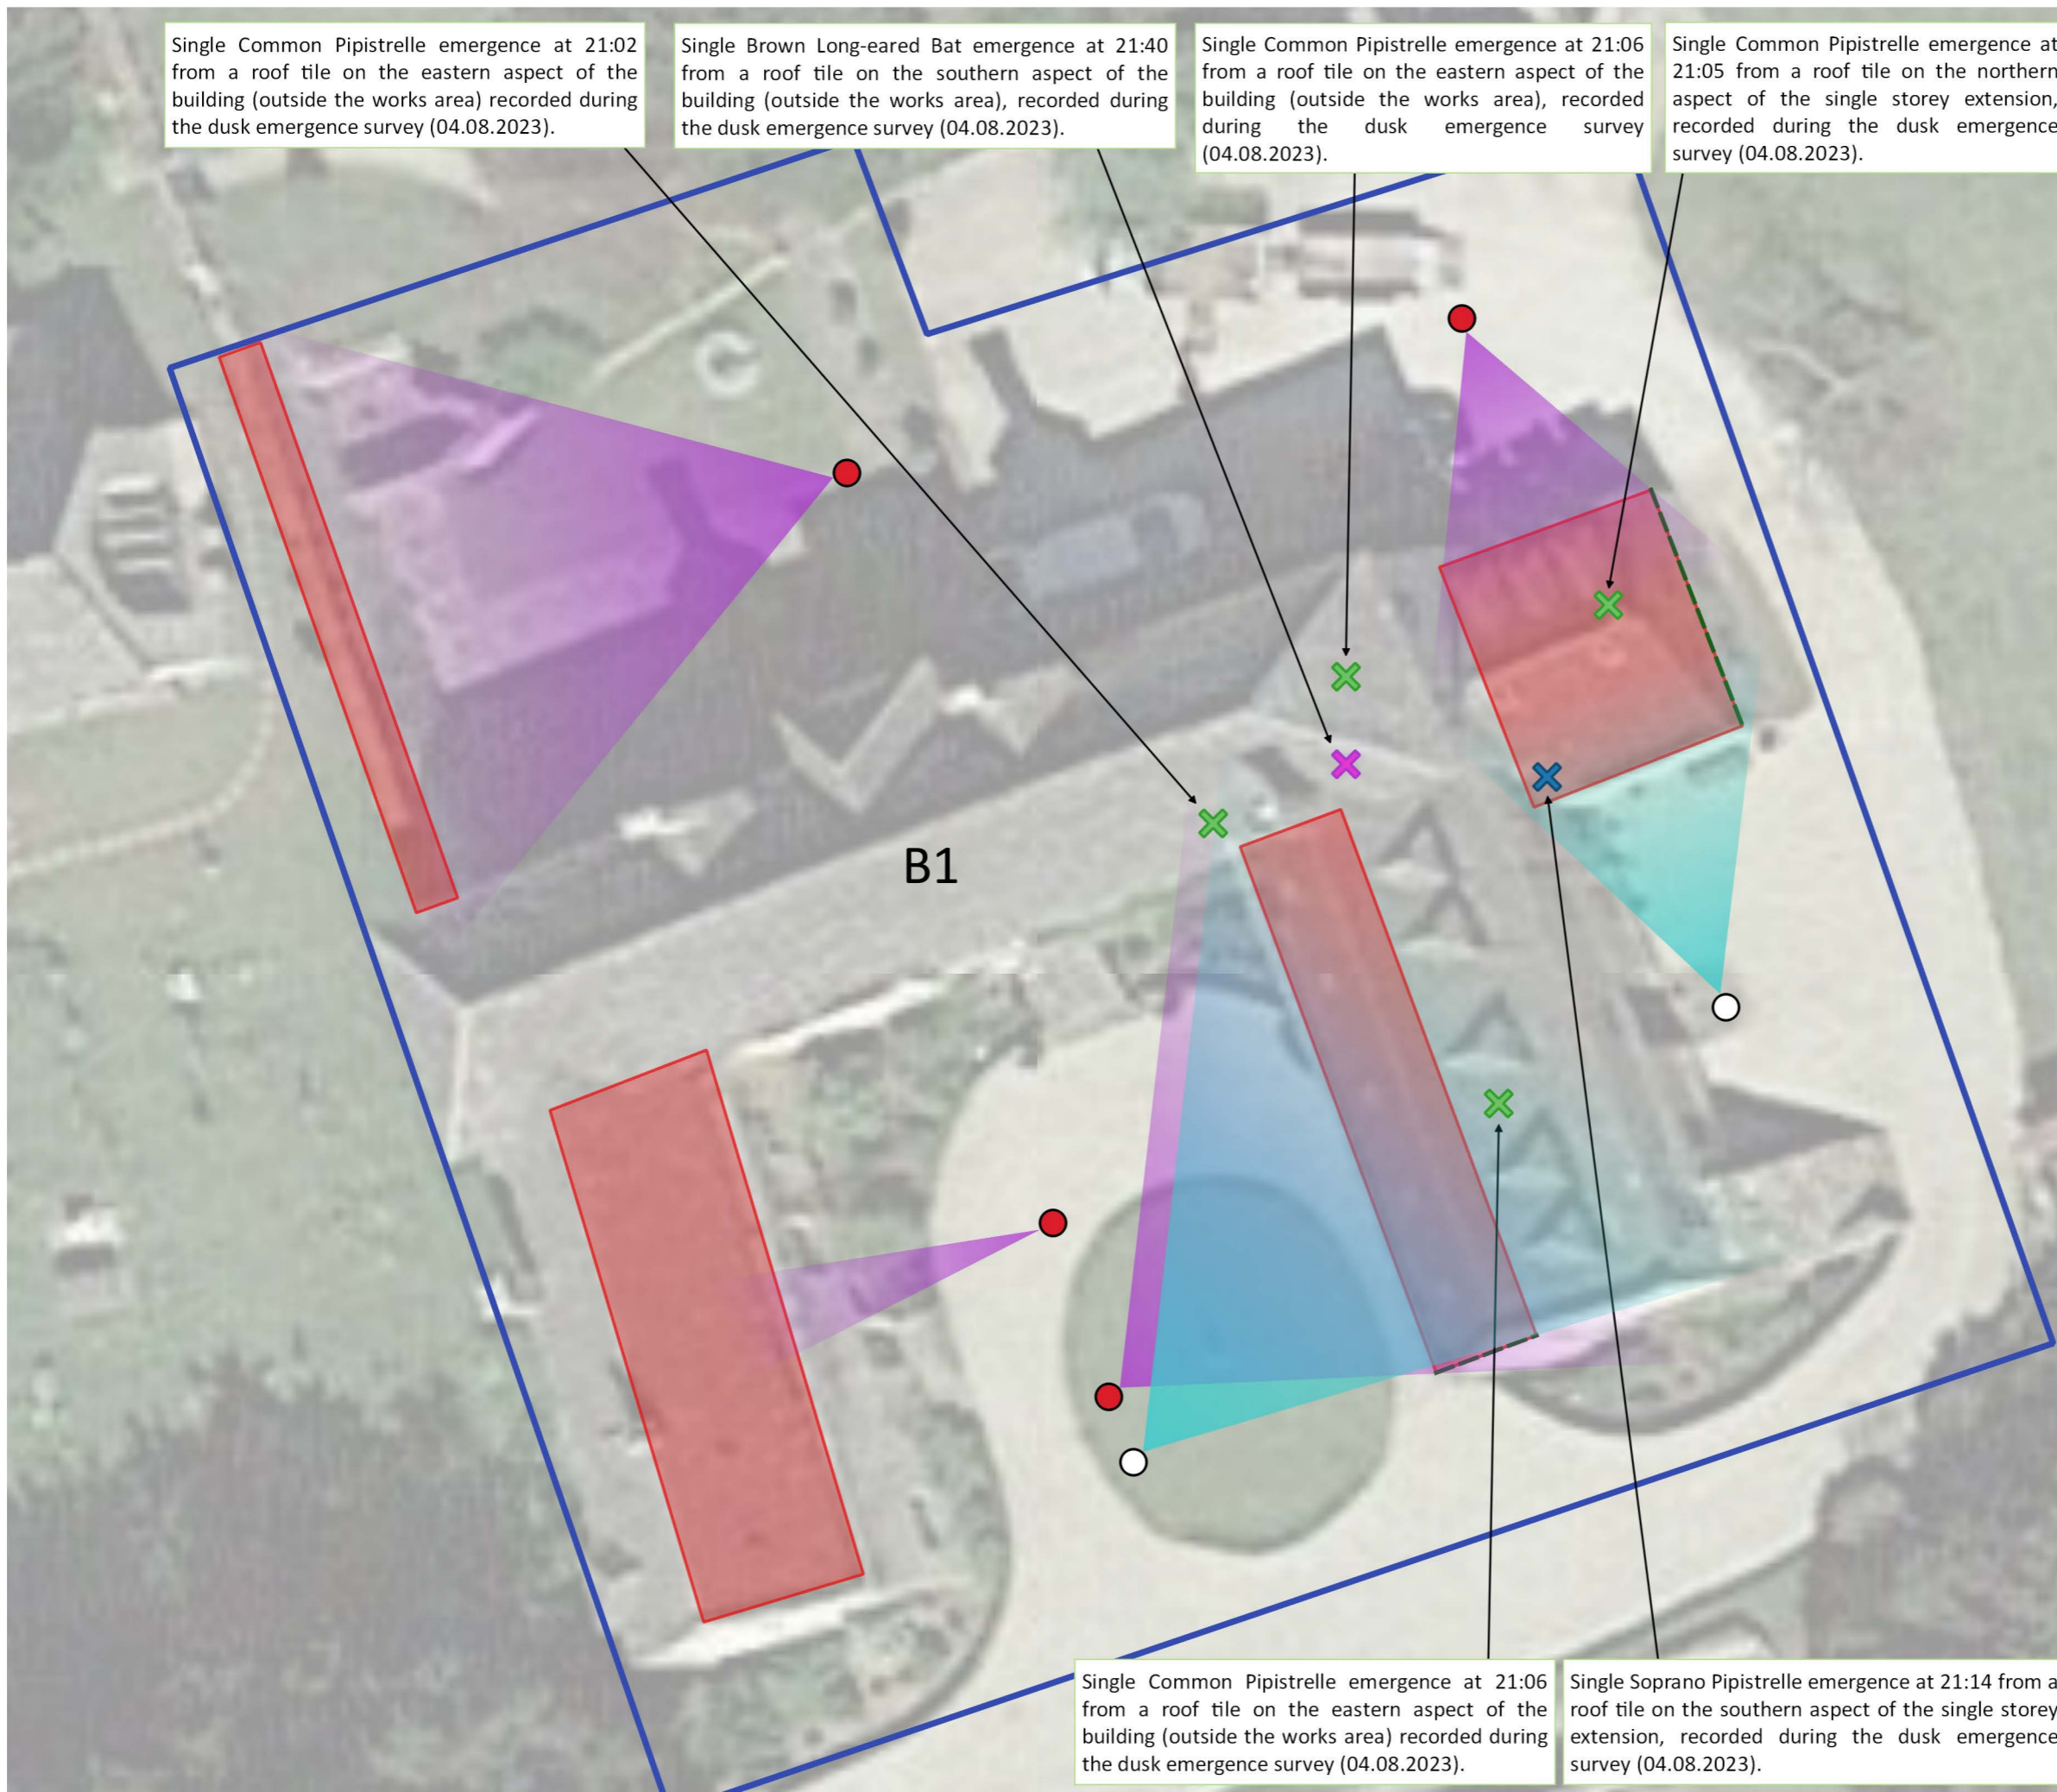 Single Common Pipistrelle emergence at 21:02
from a roof tile on the eastern aspect of the
building (outside the works area) recorded during
the dusk emergence survey (04.08.2023).
Single Brown Long-eared Bat emergence at 21:40
from a roof tile on the southern aspect of the
building (outside the works area), recorded during
the dusk emergence survey (04.08.2023).
Single Common Pipistrelle emergence at 21:06
from a roof tile on the eastern aspect of the
building (outside the works area), recorded
during the dusk emergence survey
(04.08.2023).
Single Common Pipistrelle emergence at
21:05 from a roof tile on the northern
aspect of the single storey extension,
recorded during the dusk emergence
survey (04.08.2023).
B1
Single Common Pipistrelle emergence at 21:06
from a roof tile on the eastern aspect of the
building (outside the works area) recorded during
the dusk emergence survey (04.08.2023).
Single Soprano Pipistrelle emergence at 21:14 from a
roof tile on the southern aspect of the single storey
extension, recorded during the dusk emergence
survey (04.08.2023).